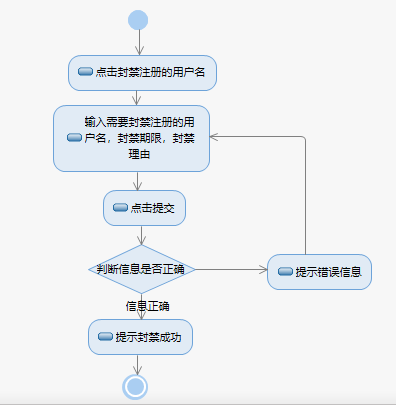 点击封禁注册的用户名
输入需要封禁注册的用
户名，封禁期限，封禁
理由
点击提交
判断信息是否正确
提示错误信息
信息正确
提示封禁成功